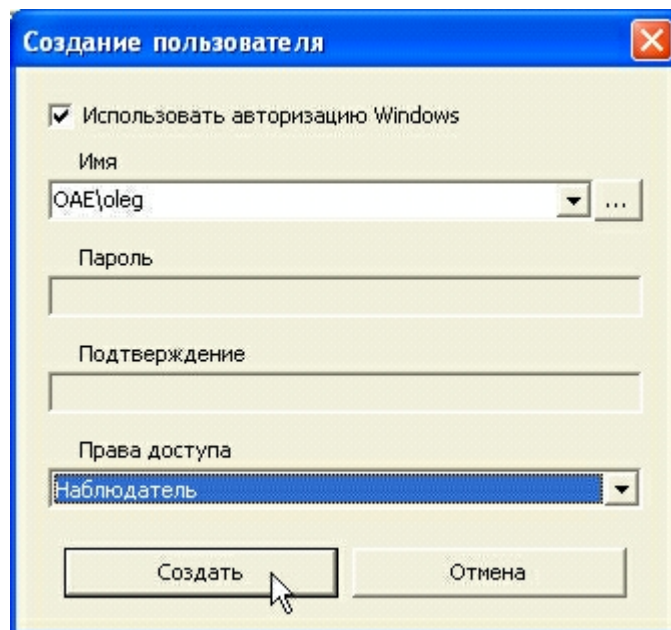 Создание пользователя
Использовать авторизацию Windows
Имя
OAE\oleg
...
Пароль
Подтверждение
Права доступа
Наблюдатель
Создать
Отмена